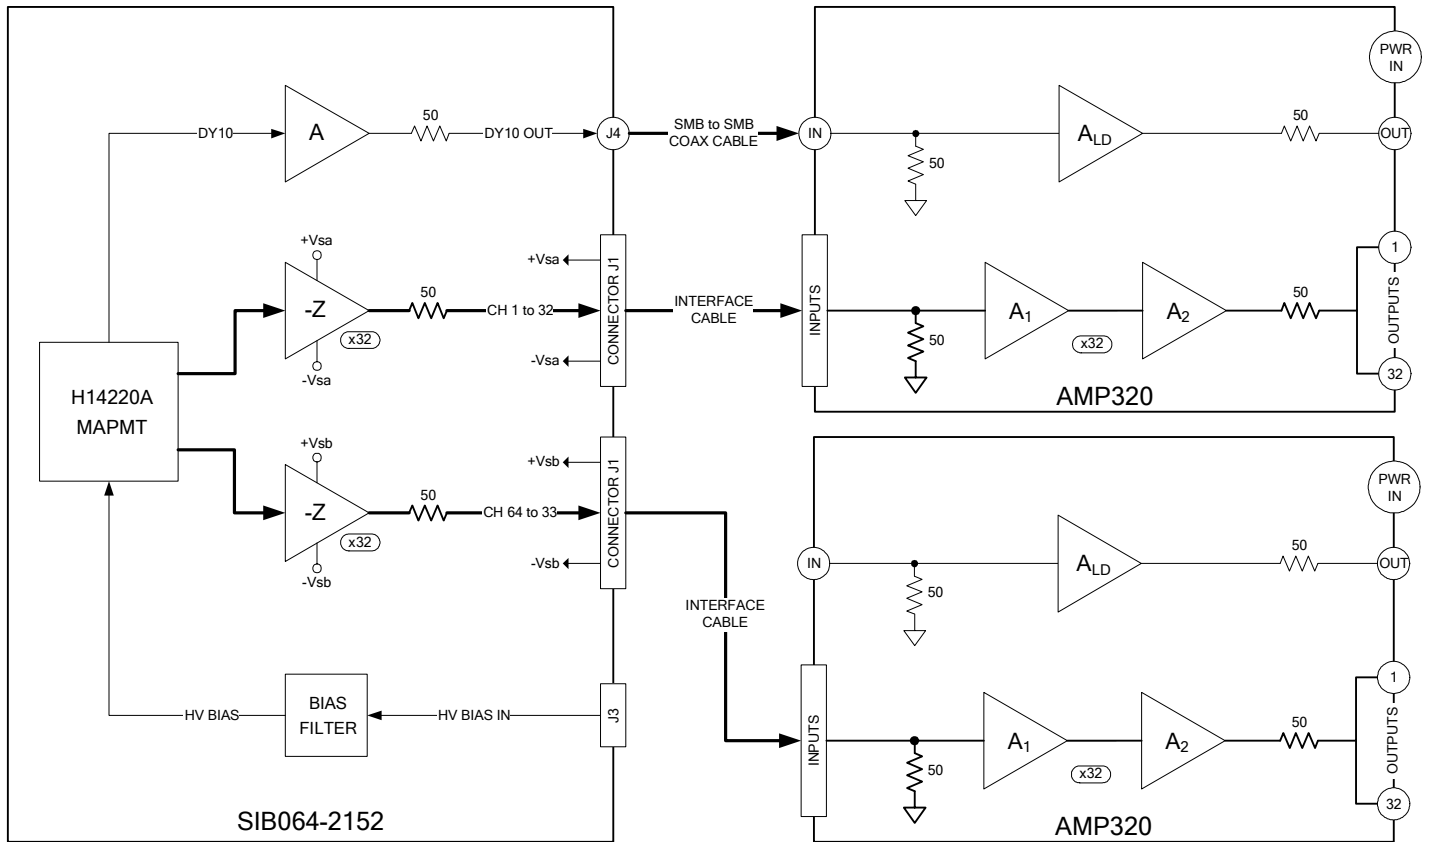 DY10
A
50
DY10 OUT
J4
SMB to SMB
COAX CABLE
IN
50
A_LD
50
OUT
PWR
IN
+Vsa
-Z
x32
-Vsa
50
CH 1 to 32
+Vsa
-Vsa
CONNECTOR J1
INTERFACE
CABLE
INPUTS
50
A1
x32
A2
50
1
OUTPUTS
32
AMP320
H14220A
MAPMT
+Vsb
-Z
x32
-Vsb
50
CH 64 to 33
+Vsb
-Vsb
CONNECTOR J1
INTERFACE
CABLE
PWR
IN
IN
50
A_LD
50
OUT
INPUTS
50
A1
x32
A2
50
1
OUTPUTS
32
AMP320
HV BIAS
BIAS
FILTER
HV BIAS IN
J3
SIB064-2152